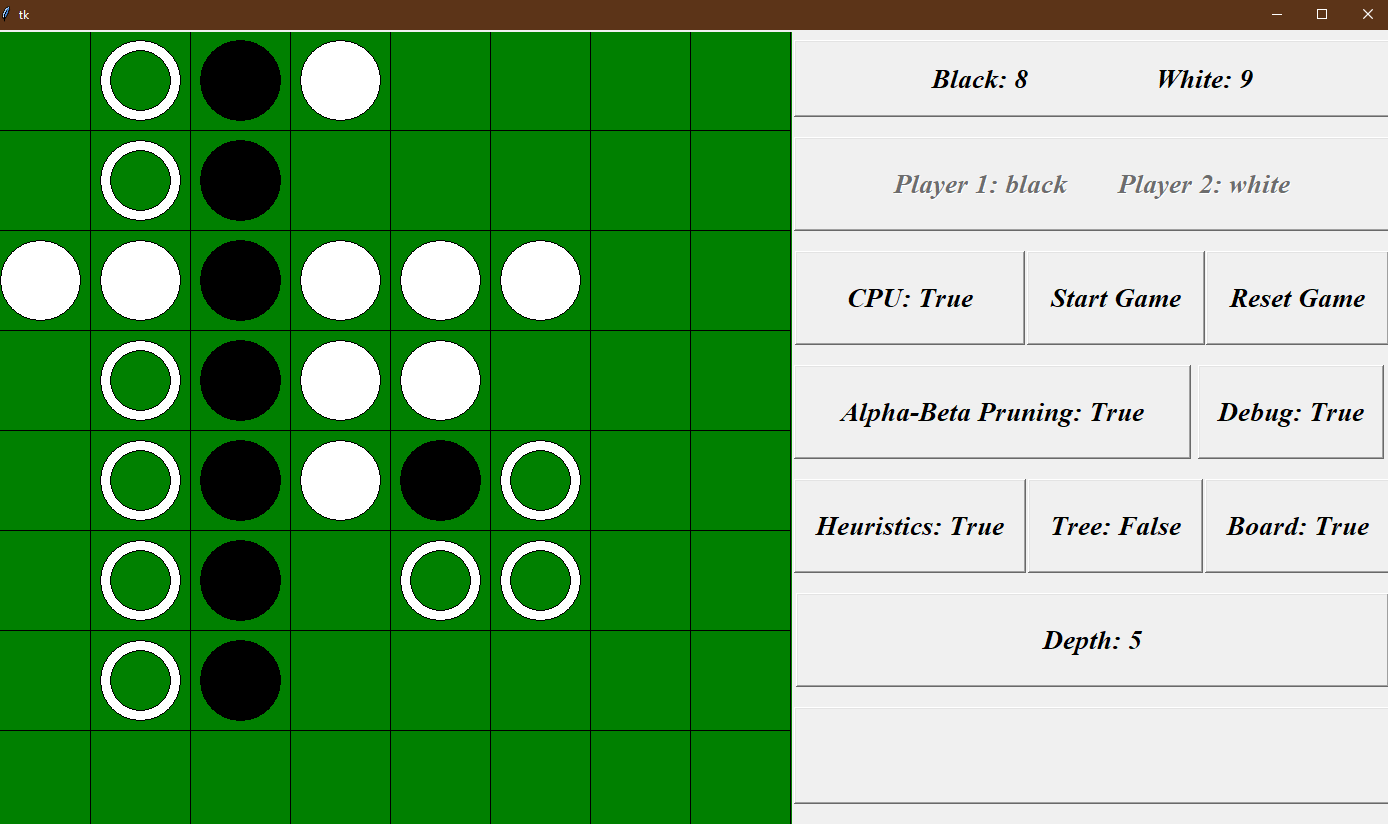 tk
Black: 8 White: 9
Player 1: black Player 2: white
CPU: True Start Game Reset Game
Alpha-Beta Pruning: True Debug: True
Heuristics: True Tree: False Board: True
Depth: 5